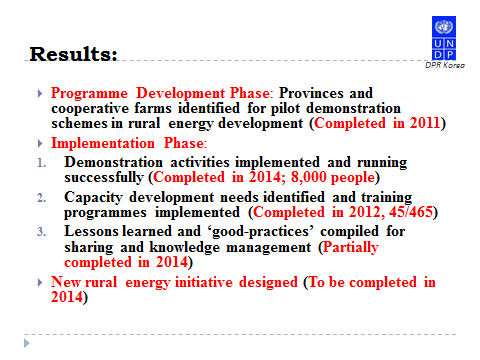 U N
D P
DPR Korea
Results:
Programme Development Phase: Provinces and
cooperative farms identified for pilot demonstration
schemes in rural energy development (Completed in 2011)
Implementation Phase:
1. Demonstration activities implemented and running
successfully (Completed in 2014; 8,000 people)
2. Capacity development needs identified and training
programmes implemented (Completed in 2012, 45/465)
3. Lessons learned and ‘good-practices’ compiled for
sharing and knowledge management (Partially
completed in 2014)
New rural energy initiative designed (To be completed in
2014)